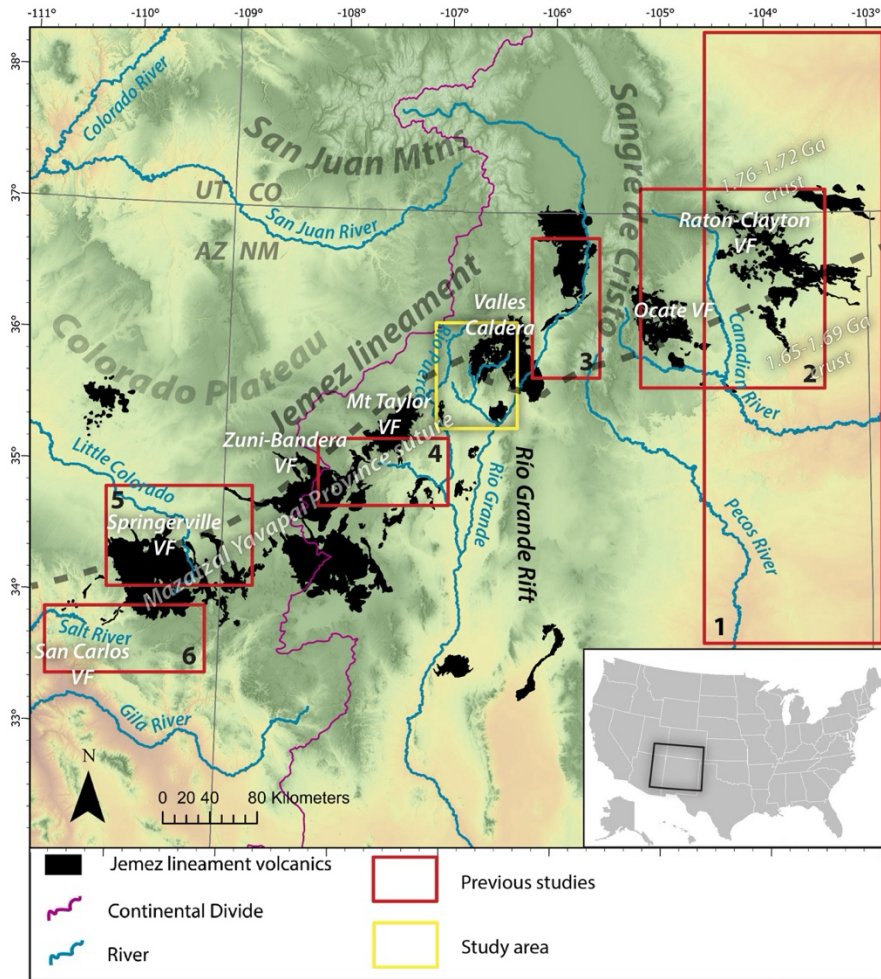 -111° -110° -109° -108° -107° -106° -105° -104° -103°
38°
37°
36°
35°
34°
33°
Colorado River
San Juan Mtns
Sangre de Cristo
1.76-1.72 Ga
crust
UT CO
AZ NM
San Juan River
Raton-Clayton
VF
Jemez lineament
Valles
Caldera
Ocate VF
Colorado Plateau
Río Puerco
3
Canadian River
1.65-1.69 Ga
crust
2
Mt Taylor
VF
Zuni-Bandera
VF
4
Little Colorado
5
Springerville
VF
Mazatzal Yavapai Province suture
Río Grande
Río Grande Rift
Pecos River
1
Salt River
San Carlos
VF
6
Gila River
N
0 20 40 80 Kilometers
Jemez lineament volcanics
Continental Divide
River
Previous studies
Study area